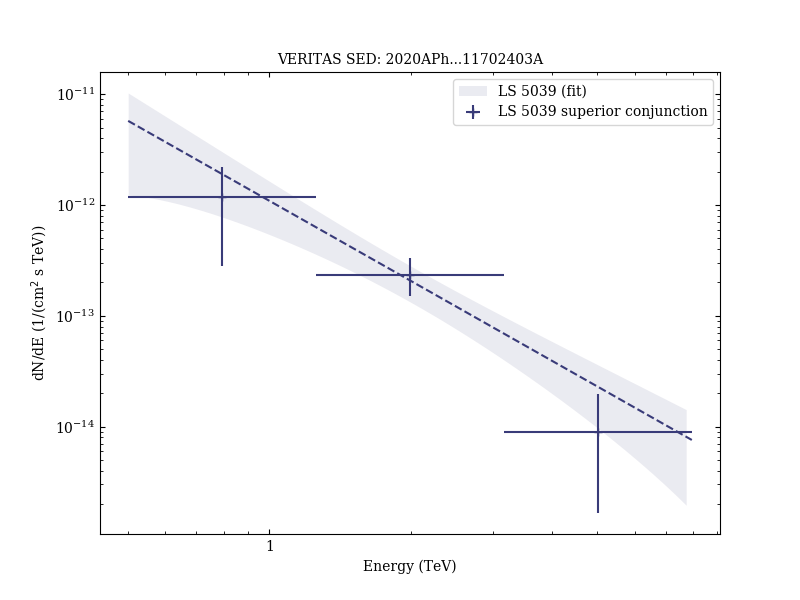 VERITAS SED: 2020APh...11702403A
LS 5039 (fit)
LS 5039 superior conjunction
10⁻¹¹
10⁻¹²
10⁻¹³
10⁻¹⁴
dN/dE (1/(cm² s TeV))
1
Energy (TeV)